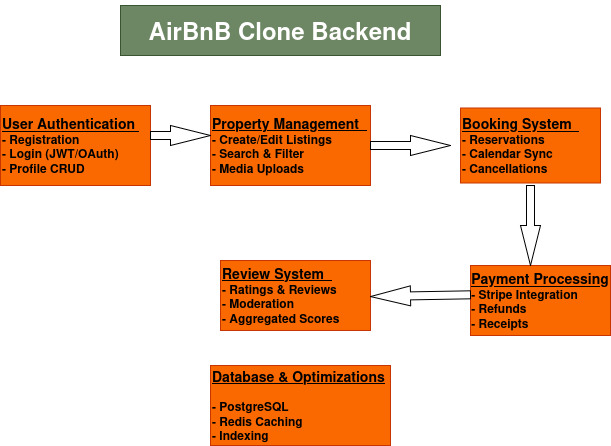 AirBnB Clone Backend
User Authentication
- Registration
- Login (JWT/OAuth)
- Profile CRUD
Property Management
- Create/Edit Listings
- Search & Filter
- Media Uploads
Booking System
- Reservations
- Calendar Sync
- Cancellations
Payment Processing
- Stripe Integration
- Refunds
- Receipts
Review System
- Ratings & Reviews
- Moderation
- Aggregated Scores
Database & Optimizations
- PostgreSQL
- Redis Caching
- Indexing